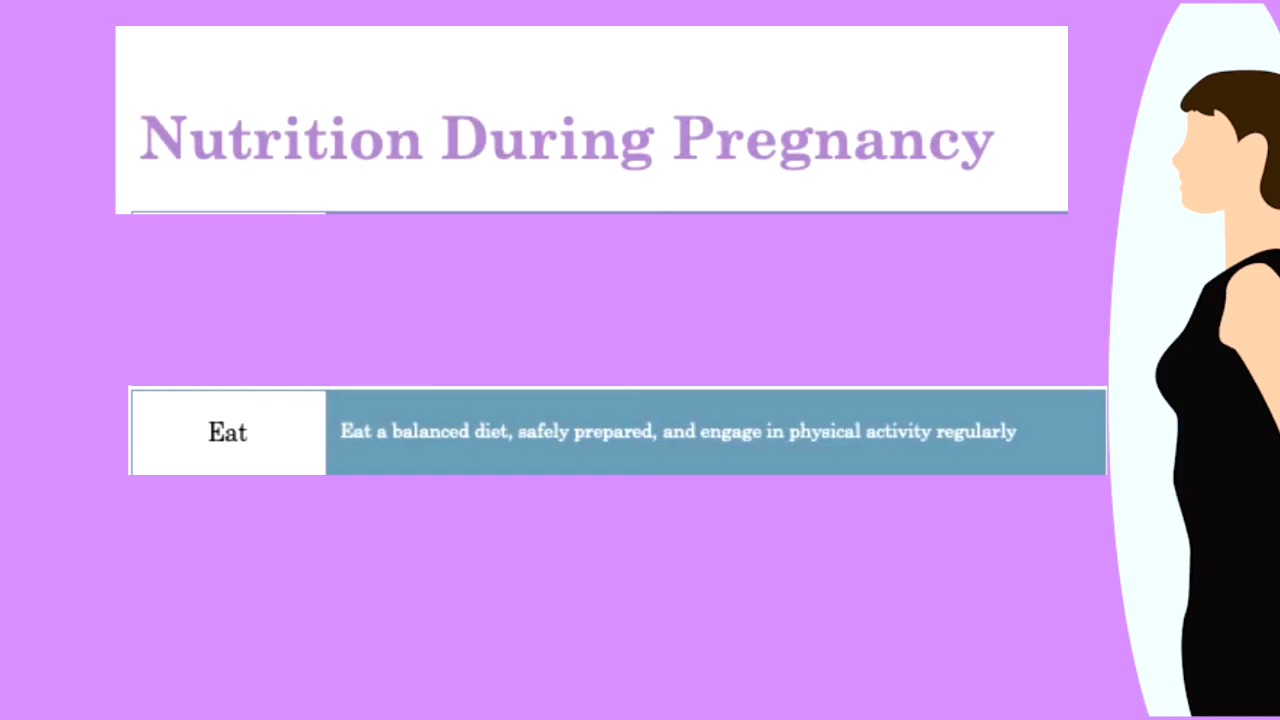 Nutrition During Pregnancy
Eat
Eat a balanced diet, safely prepared, and engage in physical activity regularly